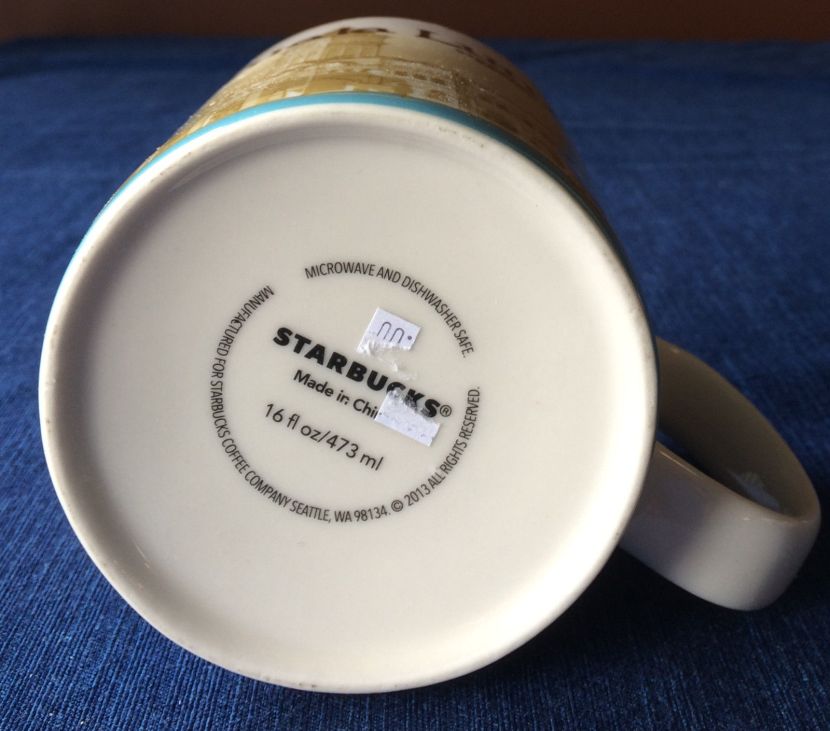 MICROWAVE AND DISHWASHER SAFE.
STARBUCKS®
Made in Chi
16 fl oz/473 ml
MANUFACTURED FOR STARBUCKS COFFEE COMPANY SEATTLE, WA 98134. © 2013 ALL RIGHTS RESERVED.